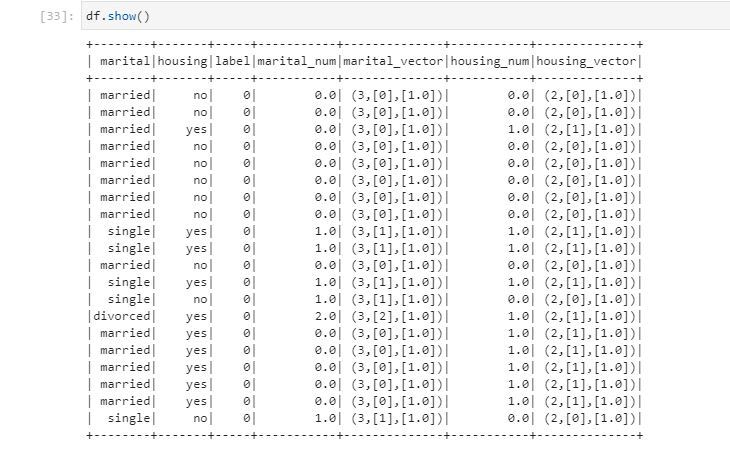 [33]: df.show()
+--------+-------+-----+-----------+--------------+-----------+--------------+
| marital|housing|label|marital_num|marital_vector|housing_num|housing_vector|
+--------+-------+-----+-----------+--------------+-----------+--------------+
| married|     no|    0|        0.0| (3,[0],[1.0])|        0.0| (2,[0],[1.0])|
| married|     no|    0|        0.0| (3,[0],[1.0])|        0.0| (2,[0],[1.0])|
| married|    yes|    0|        0.0| (3,[0],[1.0])|        1.0| (2,[1],[1.0])|
| married|     no|    0|        0.0| (3,[0],[1.0])|        0.0| (2,[0],[1.0])|
| married|     no|    0|        0.0| (3,[0],[1.0])|        0.0| (2,[0],[1.0])|
| married|     no|    0|        0.0| (3,[0],[1.0])|        0.0| (2,[0],[1.0])|
| married|     no|    0|        0.0| (3,[0],[1.0])|        0.0| (2,[0],[1.0])|
| married|     no|    0|        0.0| (3,[0],[1.0])|        0.0| (2,[0],[1.0])|
|  single|    yes|    0|        1.0| (3,[1],[1.0])|        1.0| (2,[1],[1.0])|
|  single|    yes|    0|        1.0| (3,[1],[1.0])|        1.0| (2,[1],[1.0])|
| married|     no|    0|        0.0| (3,[0],[1.0])|        0.0| (2,[0],[1.0])|
|  single|    yes|    0|        1.0| (3,[1],[1.0])|        1.0| (2,[1],[1.0])|
|  single|     no|    0|        1.0| (3,[1],[1.0])|        0.0| (2,[0],[1.0])|
|divorced|    yes|    0|        2.0| (3,[2],[1.0])|        1.0| (2,[1],[1.0])|
| married|    yes|    0|        0.0| (3,[0],[1.0])|        1.0| (2,[1],[1.0])|
| married|    yes|    0|        0.0| (3,[0],[1.0])|        1.0| (2,[1],[1.0])|
| married|    yes|    0|        0.0| (3,[0],[1.0])|        1.0| (2,[1],[1.0])|
| married|    yes|    0|        0.0| (3,[0],[1.0])|        1.0| (2,[1],[1.0])|
| married|    yes|    0|        0.0| (3,[0],[1.0])|        1.0| (2,[1],[1.0])|
|  single|     no|    0|        1.0| (3,[1],[1.0])|        0.0| (2,[0],[1.0])|
+--------+-------+-----+-----------+--------------+-----------+--------------+